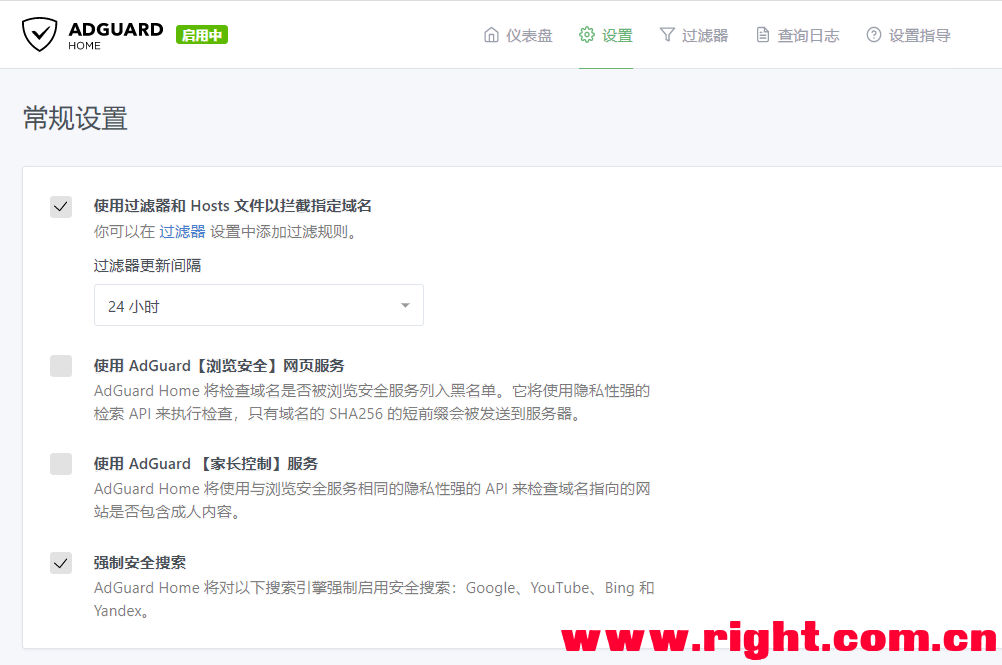 ADGUARD
HOME
启用中
仪表盘 设置 过滤器 查询日志 设置指导
常规设置
使用过滤器和 Hosts 文件以拦截指定域名
你可以在 过滤器 设置中添加过滤规则。
过滤器更新间隔
24 小时
使用 AdGuard【浏览安全】网页服务
AdGuard Home 将检查域名是否被浏览安全服务列入黑名单。它将使用隐私性强的
检索 API 来执行检查，只有域名的 SHA256 的短前缀会被发送到服务器。
使用 AdGuard 【家长控制】服务
AdGuard Home 将使用与浏览安全服务相同的隐私性强的 API 来检查域名指向的网
站是否包含成人内容。
强制安全搜索
AdGuard Home 将对以下搜索引擎强制启用安全搜索：Google、YouTube、Bing 和
Yandex。
www.right.com.cn